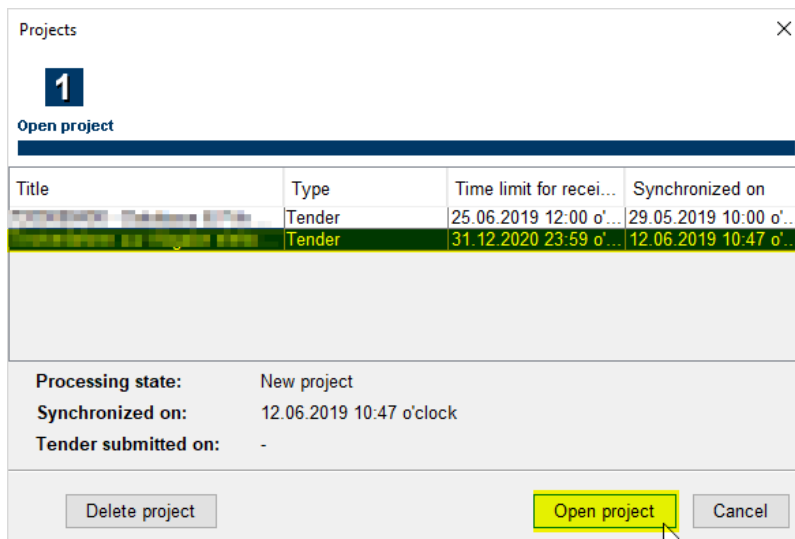 Projects
1
Open project
Title Type Time limit for recei... Synchronized on
Tender 25.06.2019 12:00 o'... 29.05.2019 10:00 o'..
Tender 31.12.2020 23:59 o'... 12.06.2019 10:47 o'..
Processing state: New project
Synchronized on: 12.06.2019 10:47 o'clock
Tender submitted on: -
Delete project Open project Cancel